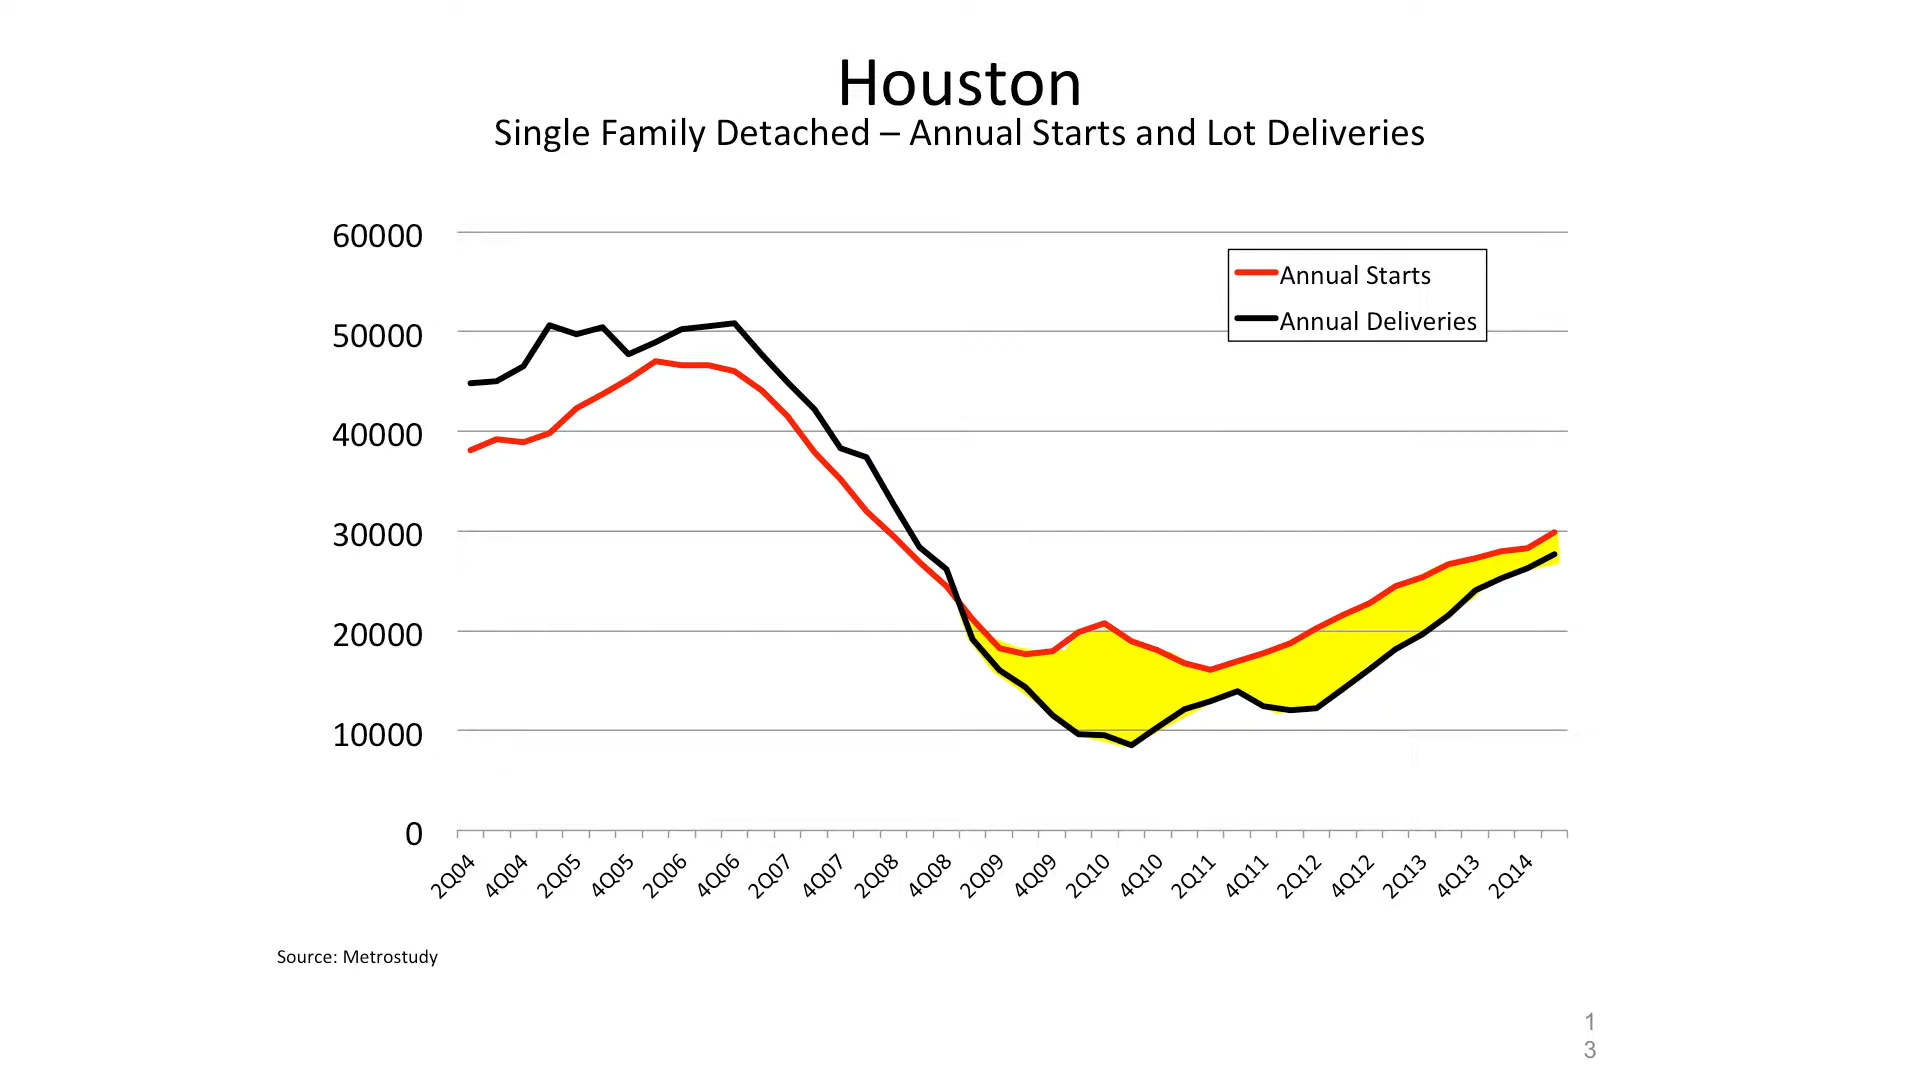 Houston
Single Family Detached – Annual Starts and Lot Deliveries
60000
50000
40000
30000
20000
10000
0
Annual Starts
Annual Deliveries
2Q04
4Q04
2Q05
4Q05
2Q06
4Q06
2Q07
4Q07
2Q08
4Q08
2Q09
4Q09
2Q10
4Q10
2Q11
4Q11
2Q12
4Q12
2Q13
4Q13
2Q14
Source: Metrostudy
1
3